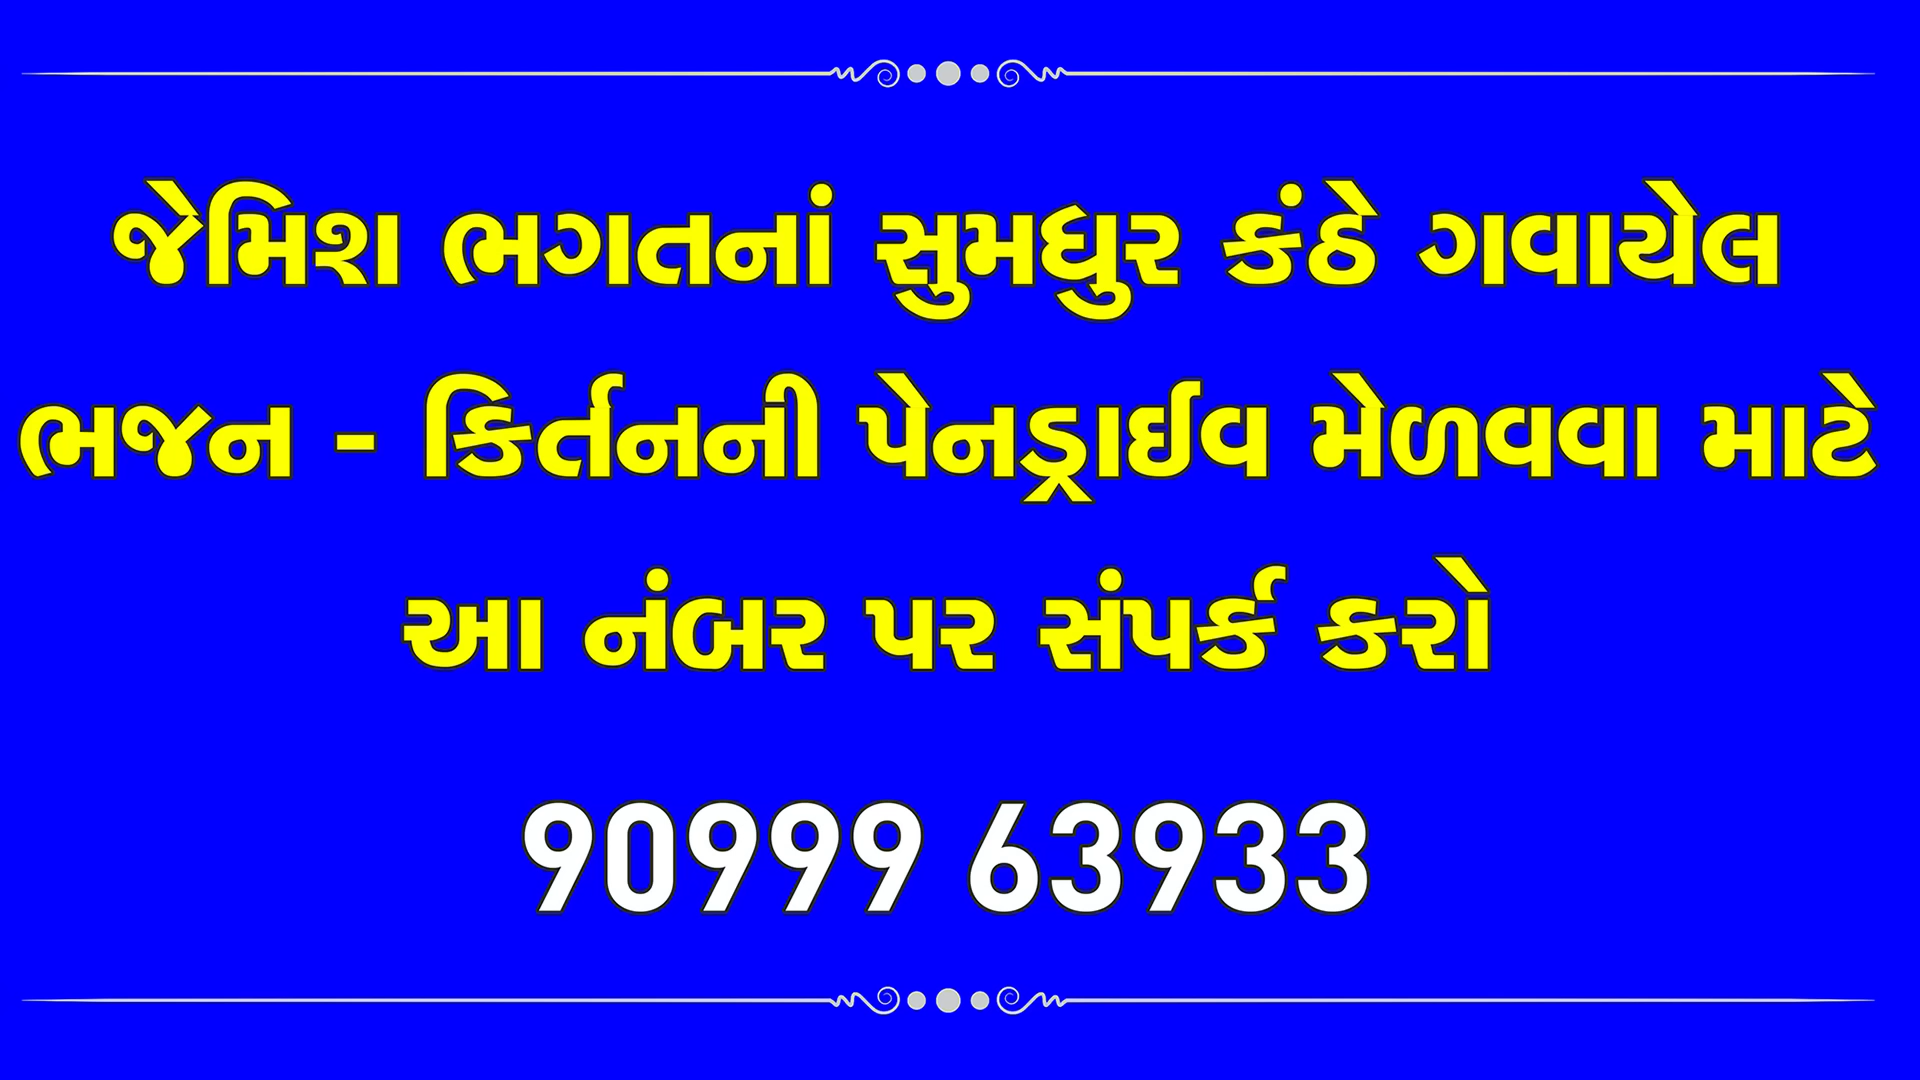 જેમિશ ભગતનાં સુમધુર કંઠે ગવાયેલ
ભજન - કિર્તનની પેનડ્રાઈવ મેળવવા માટે
આ નંબર પર સંપર્ક કરો
90999 63933